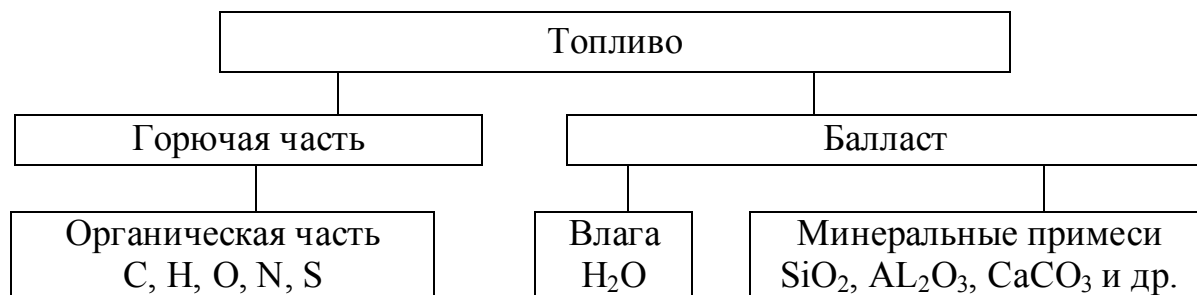 Топливо
Горючая часть
Балласт
Органическая часть
C, H, O, N, S
Влага
H₂O
Минеральные примеси
SiO₂, AL₂O₃, CaCO₃ и др.